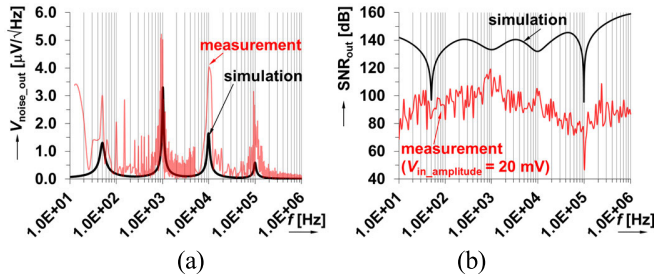 V_noise_out [µV/√Hz]
6.0
5.0
4.0
3.0
2.0
1.0
0.0
measurement
simulation
1.0E+01
1.0E+02
1.0E+03
1.0E+04
1.0E+05
1.0E+06
f [Hz]
(a)
SNR_out [dB]
160
140
120
100
80
60
40
simulation
measurement
(V_in_amplitude = 20 mV)
1.0E+01
1.0E+02
1.0E+03
1.0E+04
1.0E+05
1.0E+06
f [Hz]
(b)